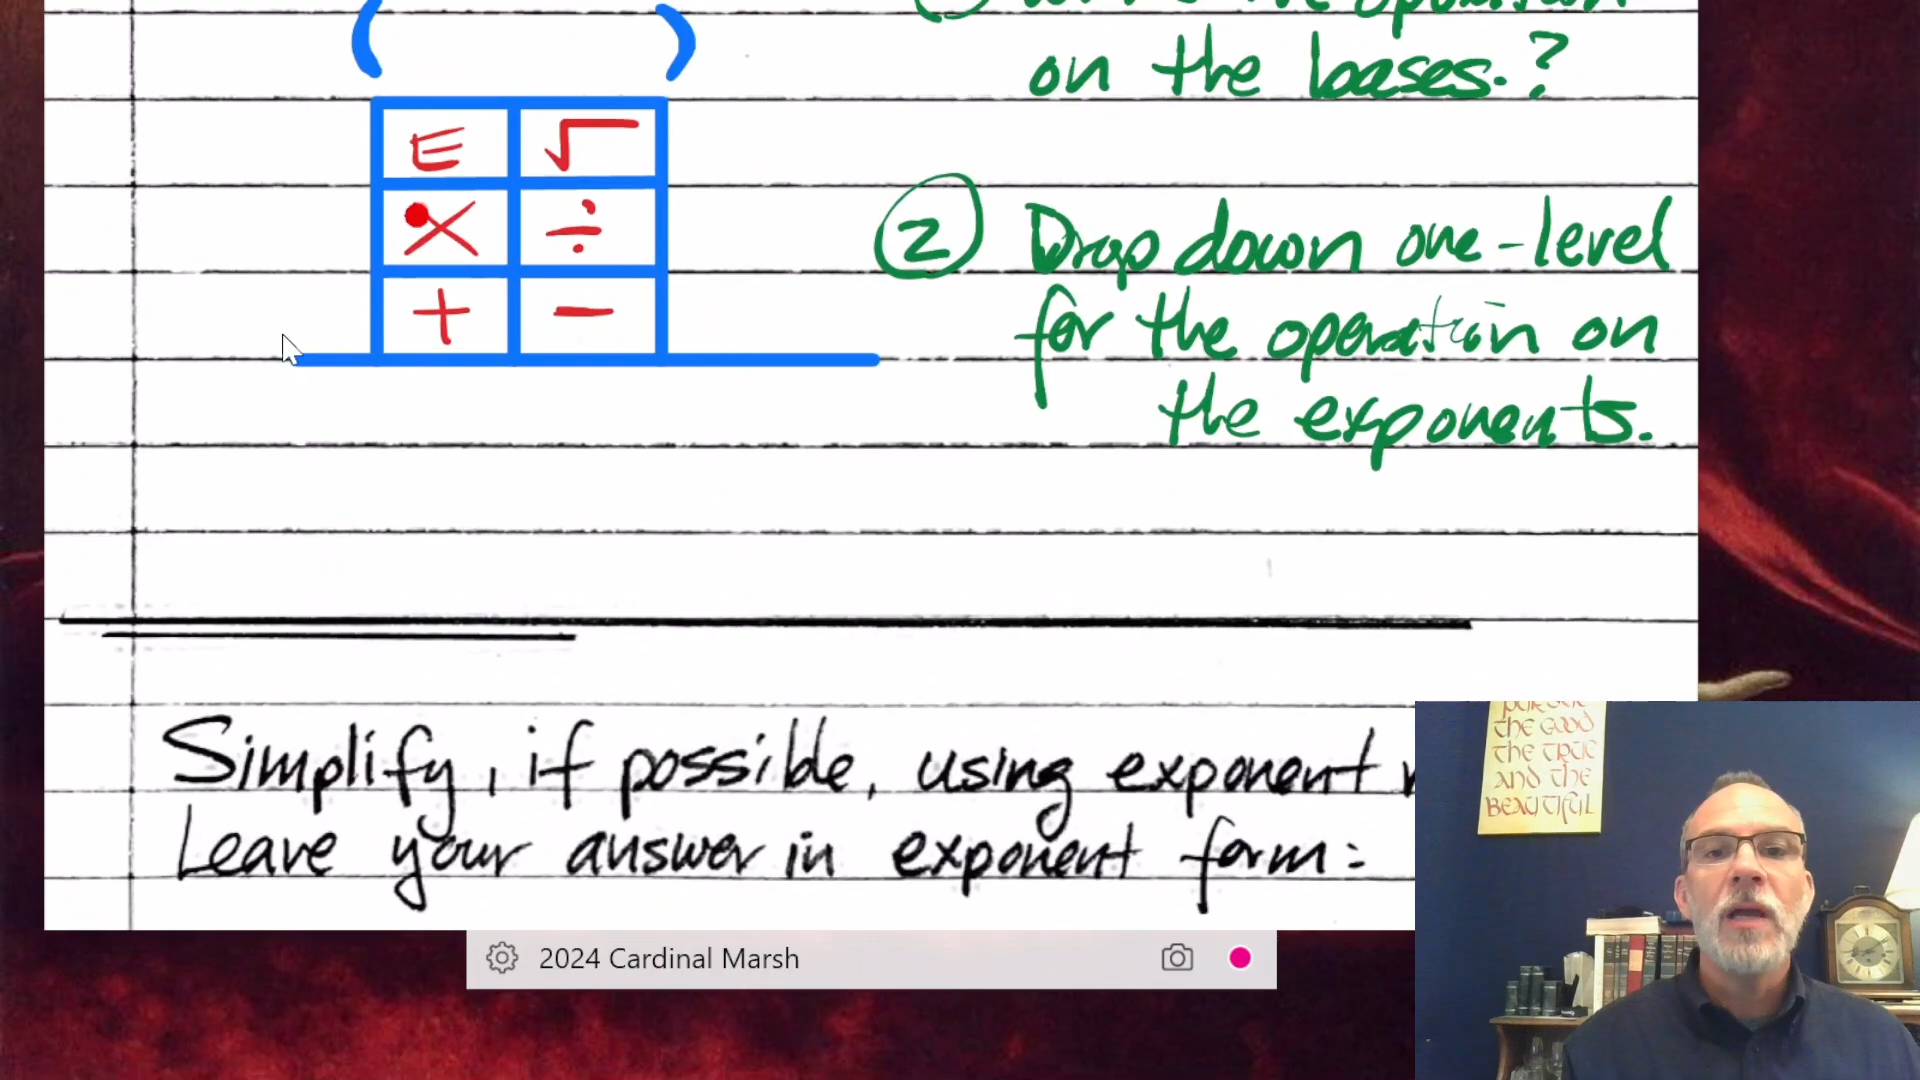 on the bases.?
( )
E √
× ÷
+ −
② Drop down one-level
for the operation on
the exponents.
Simplify, if possible, using exponent
Leave your answer in exponent form:
THE GOOD
THE TRUE
AND THE
BEAUTIFUL
2024 Cardinal Marsh